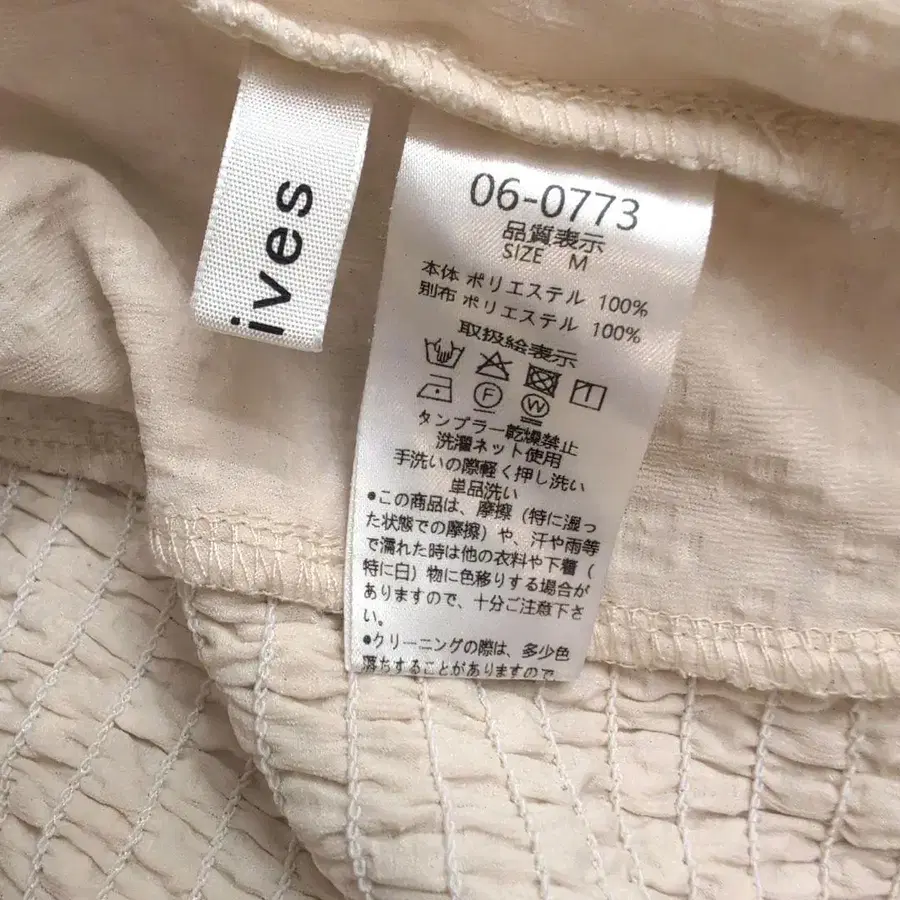 ives
06-0773
品質表示
SIZE M
本体 ポリエステル 100%
別布 ポリエステル 100%
取扱絵表示
F W
タンブラー乾燥禁止
洗濯ネット使用
手洗いの際軽く押し洗い
単品洗い
●この商品は、摩擦（特に湿っ
た状態での摩擦）や、汗や雨等
で濡れた時は他の衣料や下着（
特に白）物に色移りする場合が
ありますので、十分ご注意下さ
い。
●クリーニングの際は、多少色
落ちすることがありますので